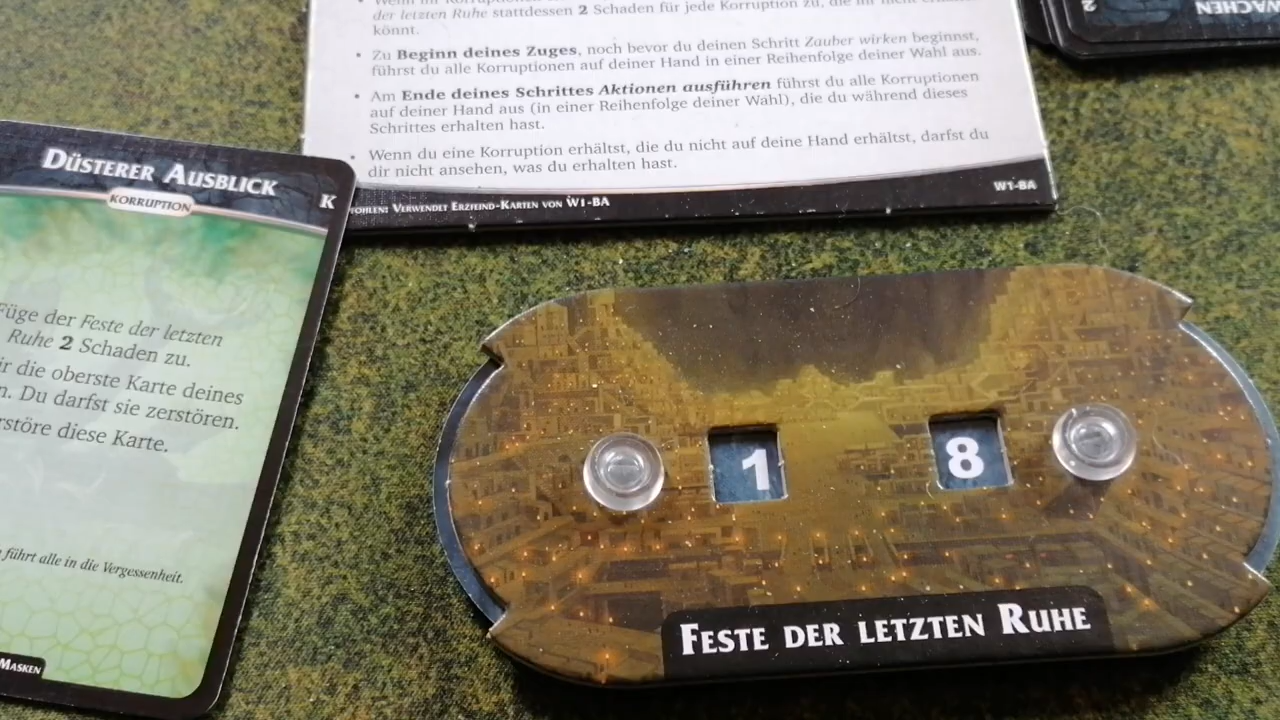 der letzten Ruhe stattdessen 2 Schaden für jede Korruption zu, die ihr nicht
könnt.
• Zu Beginn deines Zuges, noch bevor du deinen Schritt Zauber wirken beginnst,
führst du alle Korruptionen auf deiner Hand in einer Reihenfolge deiner Wahl aus.
• Am Ende deines Schrittes Aktionen ausführen führst du alle Korruptionen
auf deiner Hand aus (in einer Reihenfolge deiner Wahl), die du während dieses
Schrittes erhalten hast.
• Wenn du eine Korruption erhältst, die du nicht auf deine Hand erhältst, darfst du
dir nicht ansehen, was du erhalten hast.
OHLEN: VERWENDET ERZFEIND-KARTEN VON W1-BA
W1-BA
WACHEN
2
DÜSTERER AUSBLICK
K
KORRUPTION
Füge der Feste der letzten
Ruhe 2 Schaden zu.
ir die oberste Karte deines
n. Du darfst sie zerstören.
rstöre diese Karte.
führt alle in die Vergessenheit.
MASKEN
1 8
FESTE DER LETZTEN RUHE